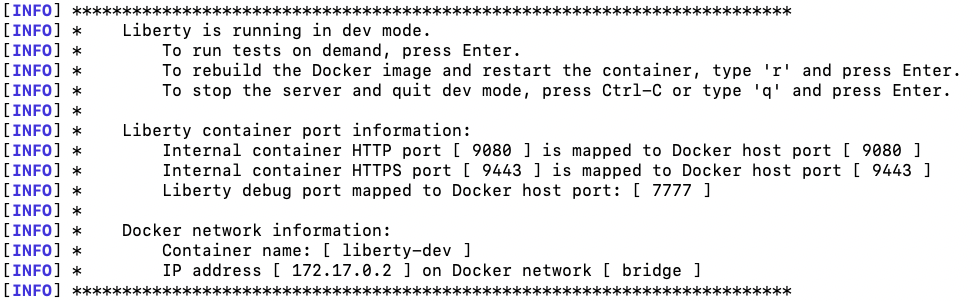 [INFO] ************************************************************************
[INFO] *    Liberty is running in dev mode.
[INFO] *        To run tests on demand, press Enter.
[INFO] *        To rebuild the Docker image and restart the container, type 'r' and press Enter.
[INFO] *        To stop the server and quit dev mode, press Ctrl-C or type 'q' and press Enter.
[INFO] *
[INFO] *    Liberty container port information:
[INFO] *        Internal container HTTP port [ 9080 ] is mapped to Docker host port [ 9080 ]
[INFO] *        Internal container HTTPS port [ 9443 ] is mapped to Docker host port [ 9443 ]
[INFO] *        Liberty debug port mapped to Docker host port: [ 7777 ]
[INFO] *
[INFO] *    Docker network information:
[INFO] *        Container name: [ liberty-dev ]
[INFO] *        IP address [ 172.17.0.2 ] on Docker network [ bridge ]
[INFO] ************************************************************************